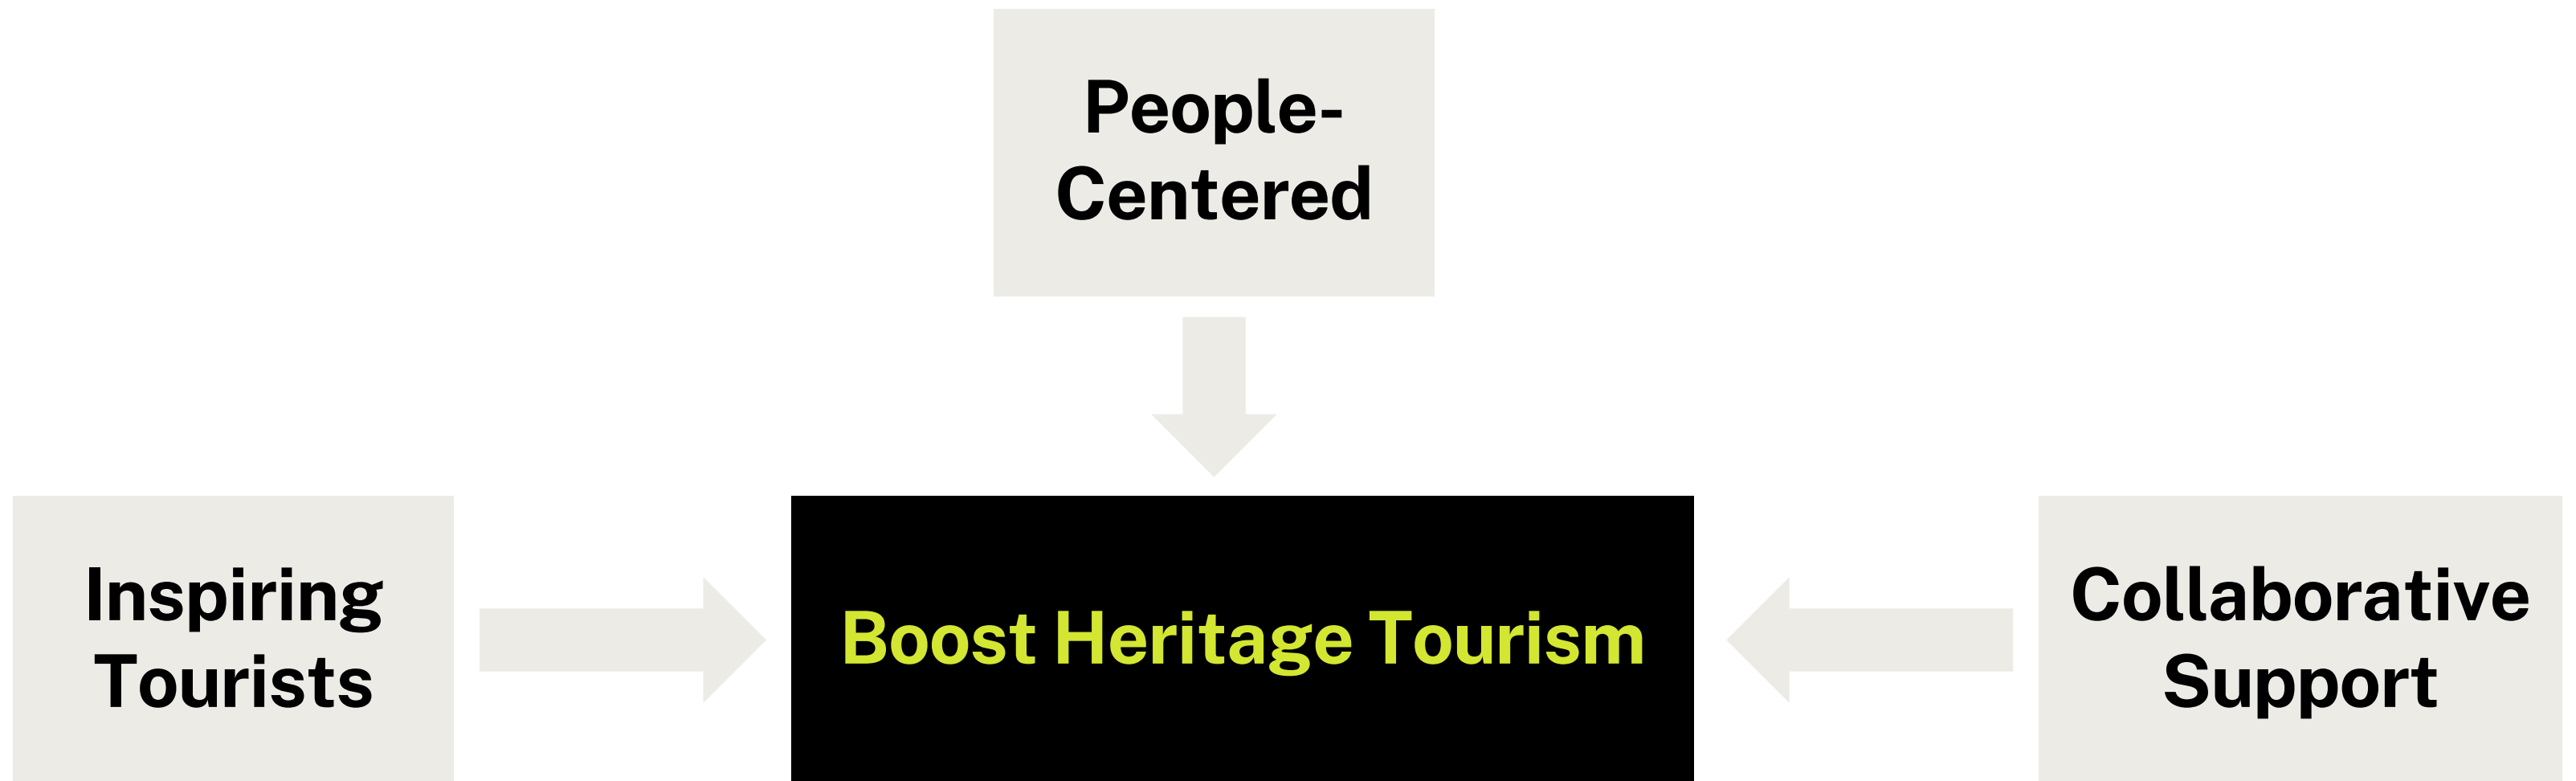 People-
Centered
Inspiring
Tourists
Boost Heritage Tourism
Collaborative
Support